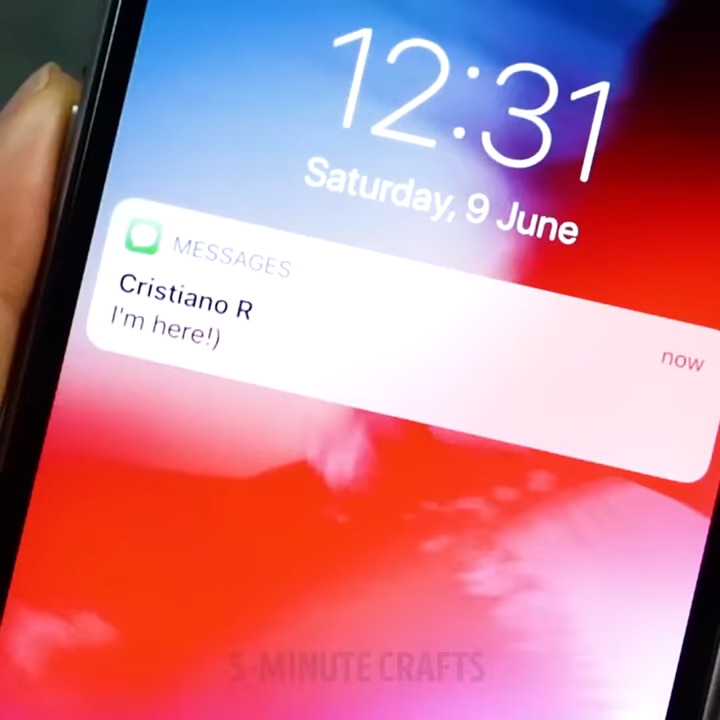 12:31
Saturday, 9 June
MESSAGES
now
Cristiano R
I'm here!)
5-MINUTE CRAFTS